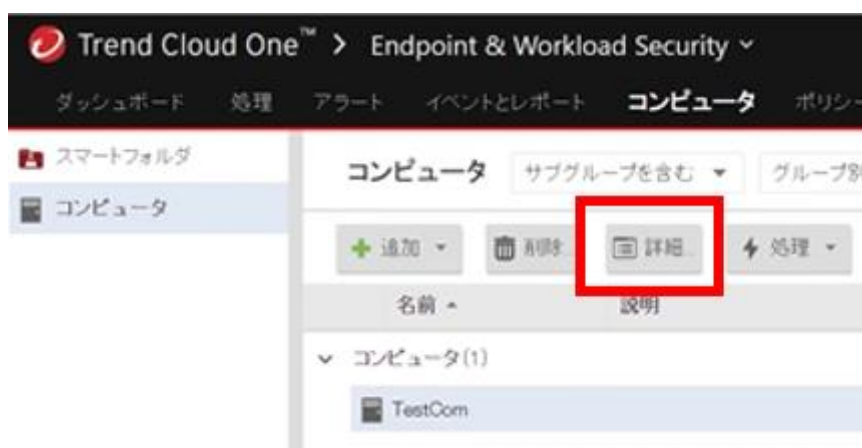 Trend Cloud One™ > Endpoint & Workload Security
ダッシュボード 処理 アラート イベントとレポート コンピュータ ポリシー
スマートフォルダ
コンピュータ
コンピュータ サブグループを含む グループ別
追加 削除... 詳細... 処理
名前 説明
コンピュータ(1)
TestCom